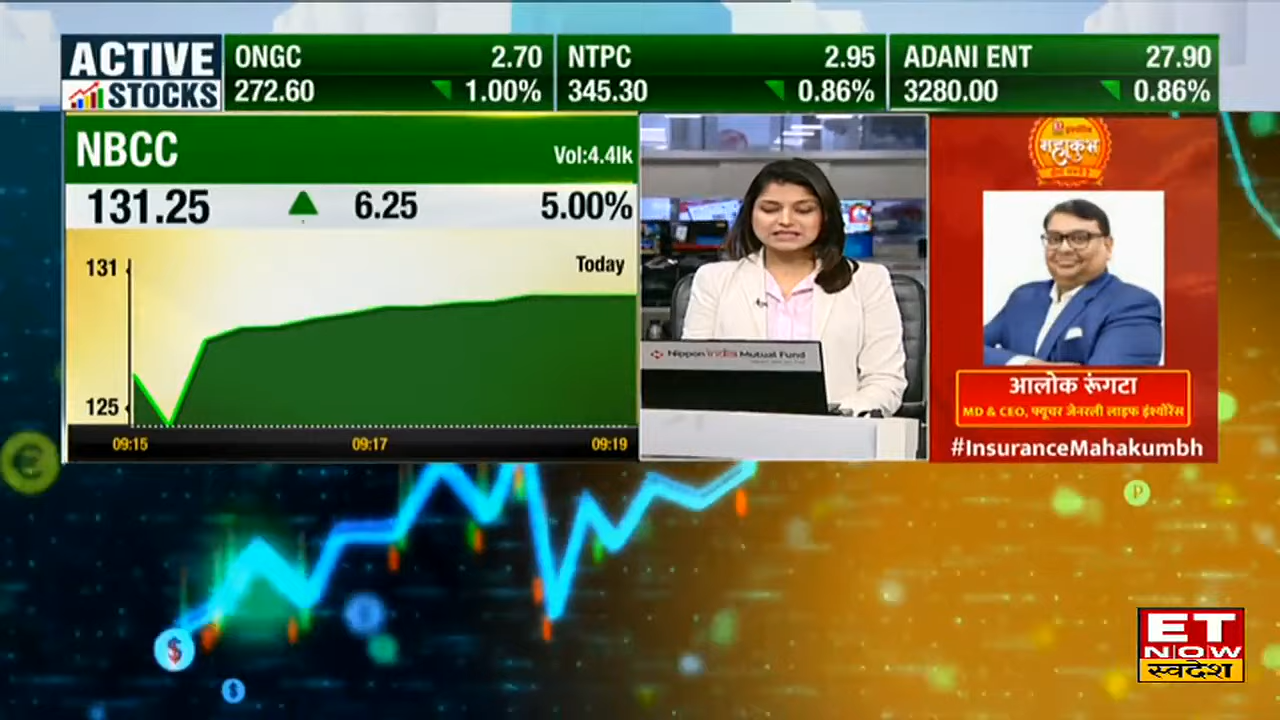 ACTIVE
STOCKS
ONGC 2.70
272.60 1.00%
NTPC 2.95
345.30 0.86%
ADANI ENT 27.90
3280.00 0.86%
NBCC
Vol:4.4lk
131.25 6.25 5.00%
Today
131
125
09:15 09:17 09:19
Nippon india Mutual Fund
महाकुंभ
आलोक रूंगटा
MD & CEO, फ्यूचर जेनरली लाइफ इंश्योरेंस
#InsuranceMahakumbh
ET
NOW
स्वदेश